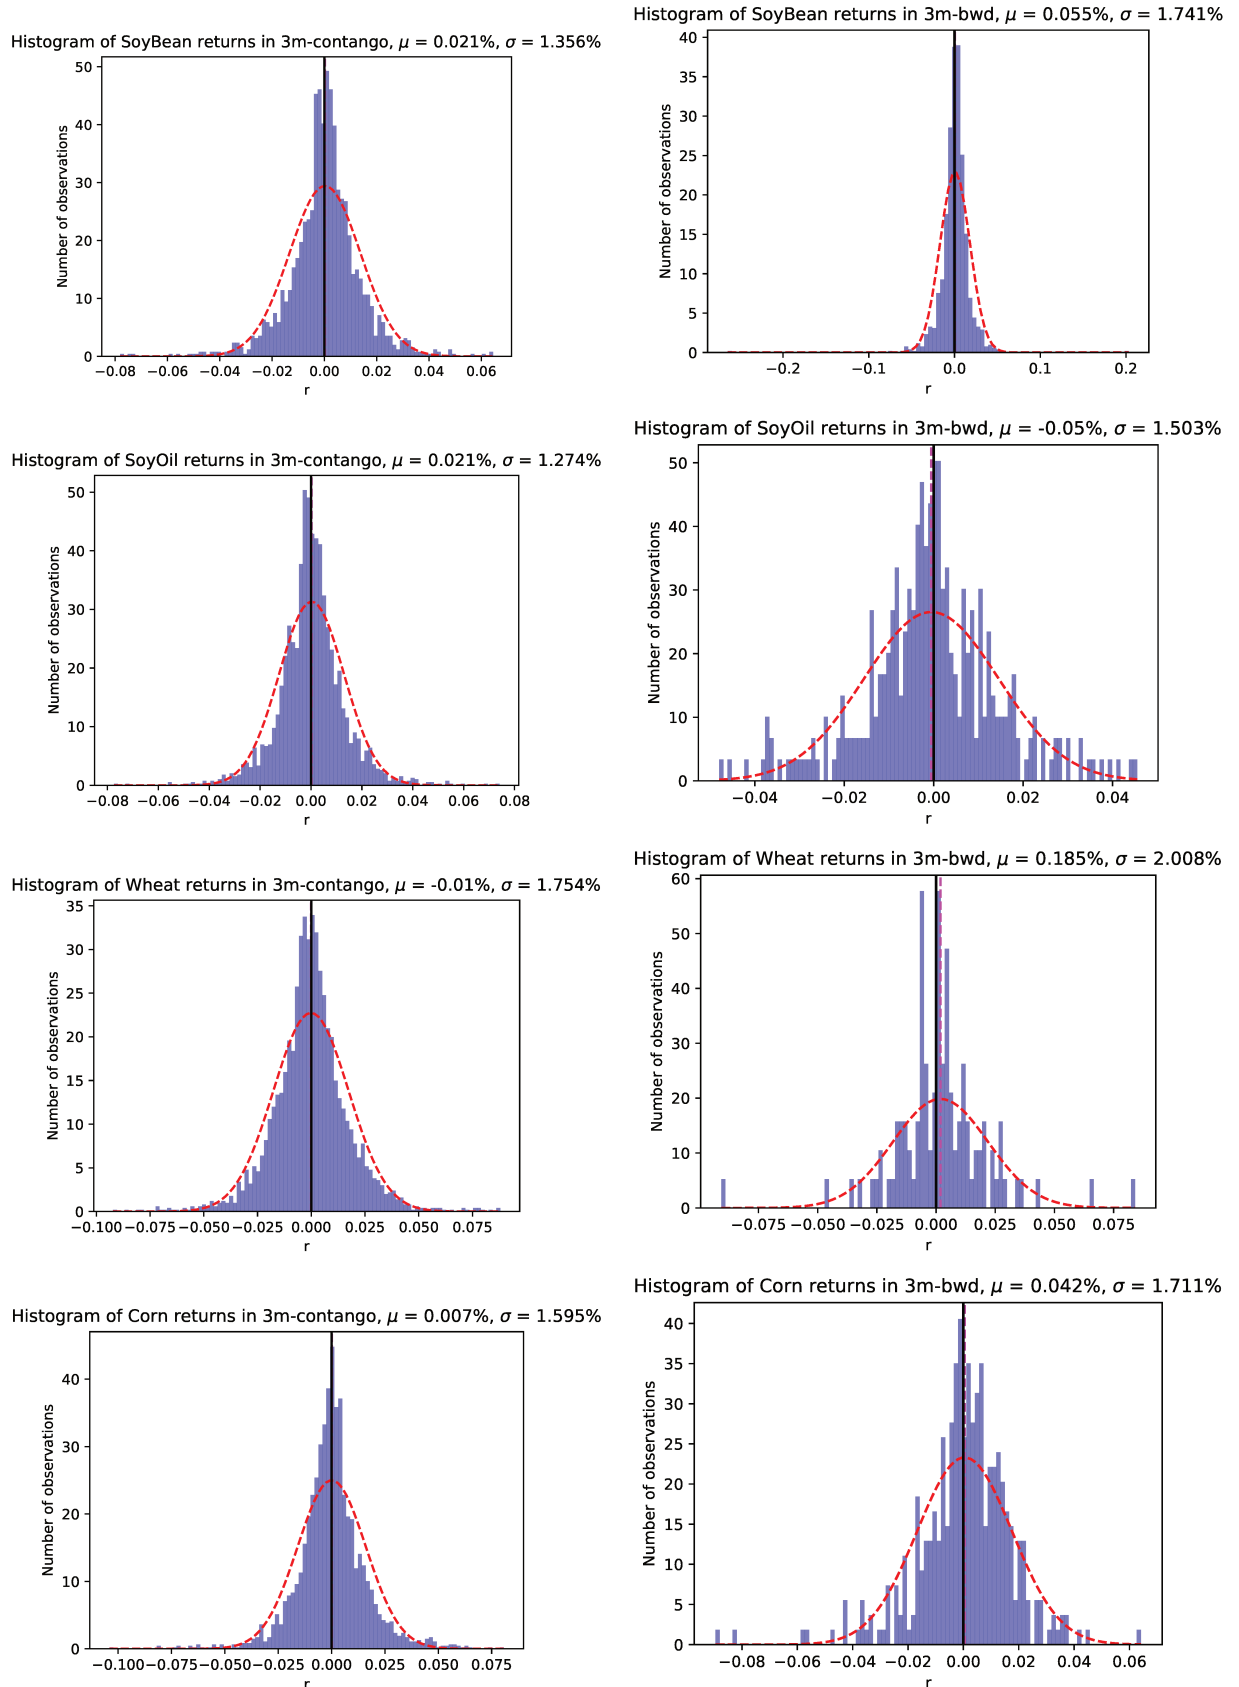 Histogram of SoyBean returns in 3m-contango, μ = 0.021%, σ = 1.356%
50
40
30
20
10
0
Number of observations
−0.08 −0.06 −0.04 −0.02 0.00 0.02 0.04 0.06
r
Histogram of SoyBean returns in 3m-bwd, μ = 0.055%, σ = 1.741%
40
35
30
25
20
15
10
5
0
Number of observations
−0.2 −0.1 0.0 0.1 0.2
r
Histogram of SoyOil returns in 3m-contango, μ = 0.021%, σ = 1.274%
50
40
30
20
10
0
Number of observations
−0.08 −0.06 −0.04 −0.02 0.00 0.02 0.04 0.06 0.08
r
Histogram of SoyOil returns in 3m-bwd, μ = -0.05%, σ = 1.503%
50
40
30
20
10
0
Number of observations
−0.04 −0.02 0.00 0.02 0.04
r
Histogram of Wheat returns in 3m-contango, μ = -0.01%, σ = 1.754%
35
30
25
20
15
10
5
0
Number of observations
−0.100 −0.075 −0.050 −0.025 0.000 0.025 0.050 0.075
r
Histogram of Wheat returns in 3m-bwd, μ = 0.185%, σ = 2.008%
60
50
40
30
20
10
0
Number of observations
−0.075 −0.050 −0.025 0.000 0.025 0.050 0.075
r
Histogram of Corn returns in 3m-contango, μ = 0.007%, σ = 1.595%
40
30
20
10
0
Number of observations
−0.100 −0.075 −0.050 −0.025 0.000 0.025 0.050 0.075
r
Histogram of Corn returns in 3m-bwd, μ = 0.042%, σ = 1.711%
40
35
30
25
20
15
10
5
0
Number of observations
−0.08 −0.06 −0.04 −0.02 0.00 0.02 0.04 0.06
r